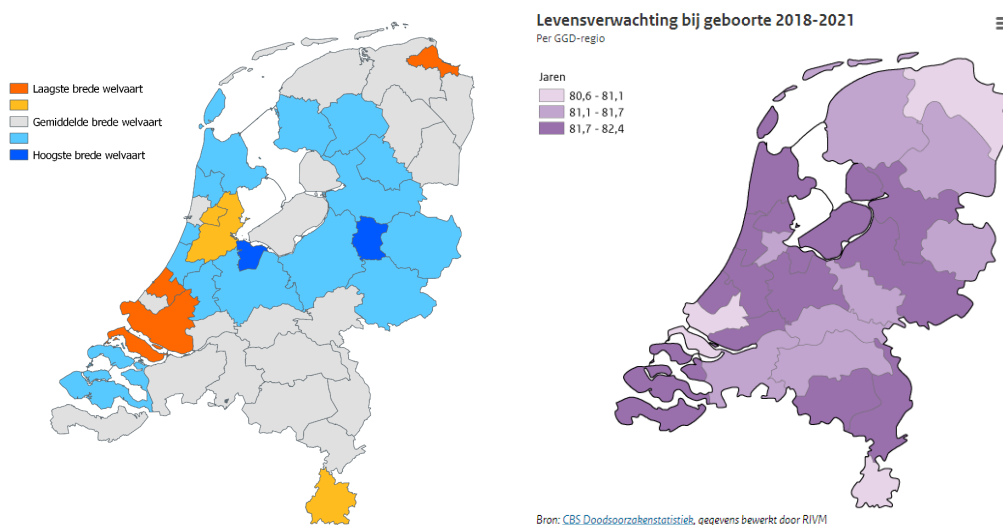 Laagste brede welvaart
Gemiddelde brede welvaart
Hoogste brede welvaart
Levensverwachting bij geboorte 2018-2021
Per GGD-regio
Jaren
80,6 - 81,1
81,1 - 81,7
81,7 - 82,4
Bron: CBS Doodsoorzakenstatistiek, gegevens bewerkt door RIVM